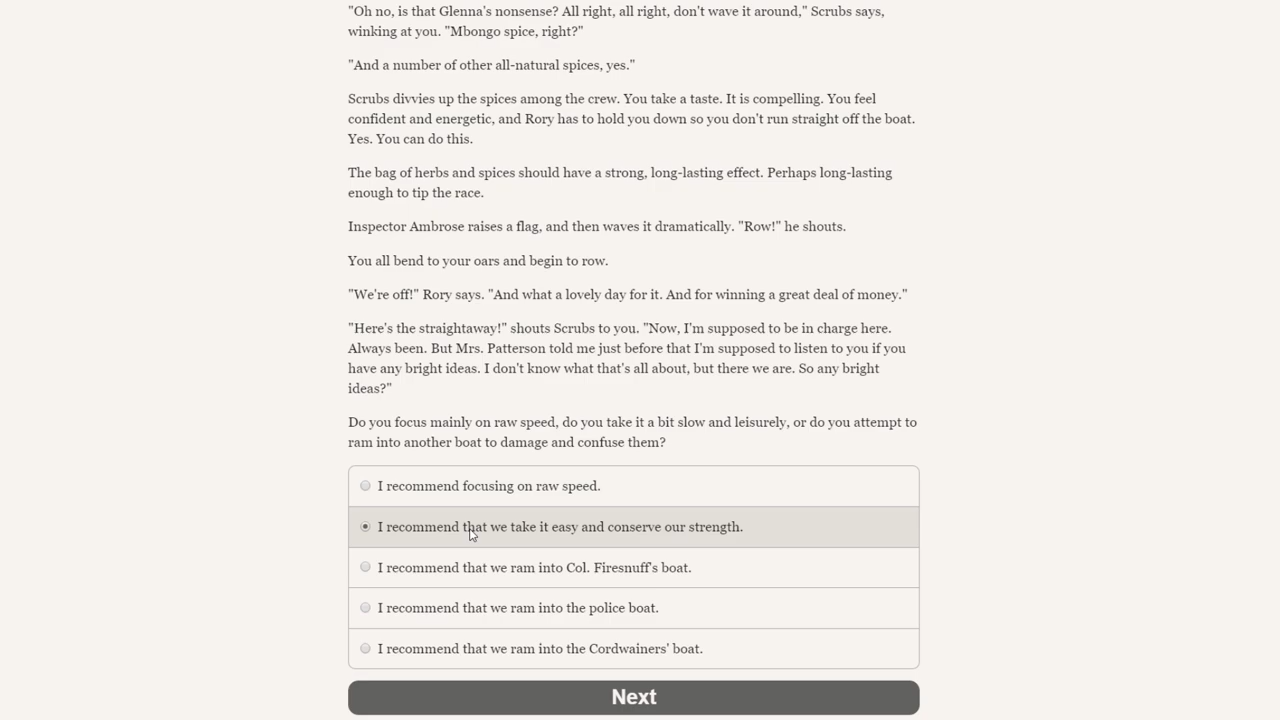 "Oh no, is that Glenna's nonsense? All right, all right, don't wave it around," Scrubs says,
winking at you. "Mbongo spice, right?"
"And a number of other all-natural spices, yes."
Scrubs divvies up the spices among the crew. You take a taste. It is compelling. You feel
confident and energetic, and Rory has to hold you down so you don't run straight off the boat.
Yes. You can do this.
The bag of herbs and spices should have a strong, long-lasting effect. Perhaps long-lasting
enough to tip the race.
Inspector Ambrose raises a flag, and then waves it dramatically. "Row!" he shouts.
You all bend to your oars and begin to row.
"We're off!" Rory says. "And what a lovely day for it. And for winning a great deal of money."
"Here's the straightaway!" shouts Scrubs to you. "Now, I'm supposed to be in charge here.
Always been. But Mrs. Patterson told me just before that I'm supposed to listen to you if you
have any bright ideas. I don't know what that's all about, but there we are. So any bright
ideas?"
Do you focus mainly on raw speed, do you take it a bit slow and leisurely, or do you attempt to
ram into another boat to damage and confuse them?
I recommend focusing on raw speed.
I recommend that we take it easy and conserve our strength.
I recommend that we ram into Col. Firesnuff's boat.
I recommend that we ram into the police boat.
I recommend that we ram into the Cordwainers' boat.
Next